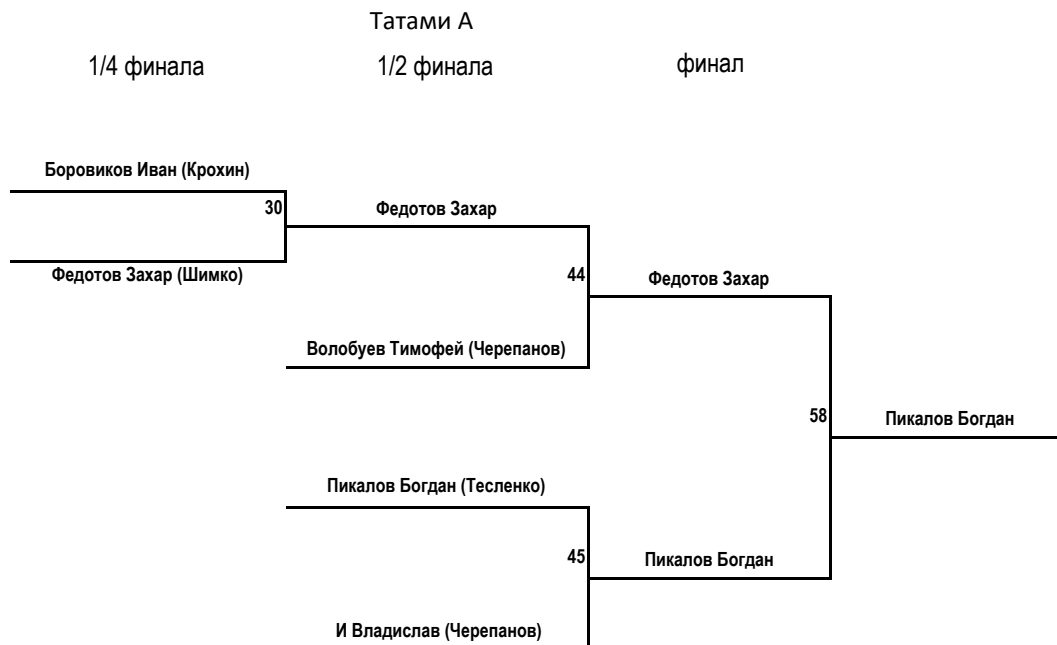 Татами А
1/4 финала
1/2 финала
финал
Боровиков Иван (Крохин)
30
Федотов Захар
Федотов Захар (Шимко)
44
Федотов Захар
Волобуев Тимофей (Черепанов)
58
Пикалов Богдан
Пикалов Богдан (Тесленко)
45
Пикалов Богдан
И Владислав (Черепанов)